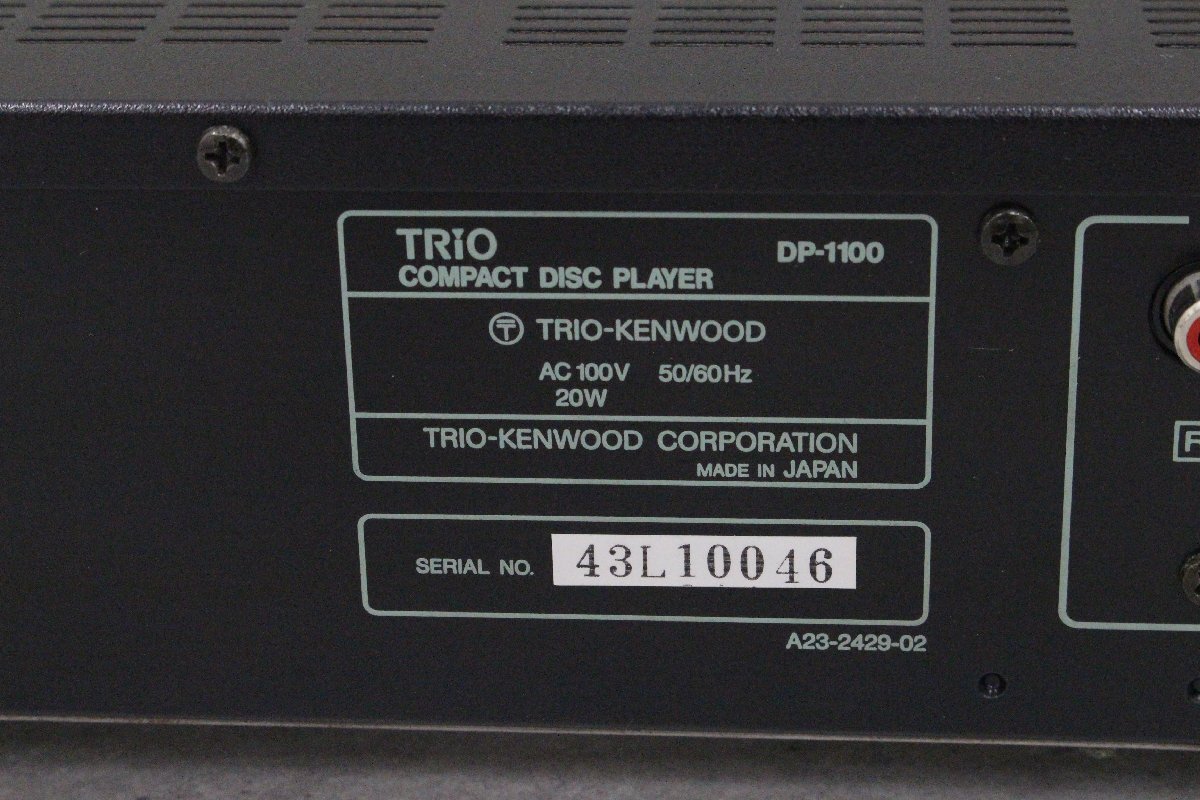 TRiO
DP-1100
COMPACT DISC PLAYER
〒 TRIO-KENWOOD
AC 100V 50/60Hz
20W
TRIO-KENWOOD CORPORATION
MADE IN JAPAN
SERIAL NO. 43L10046
A23-2429-02